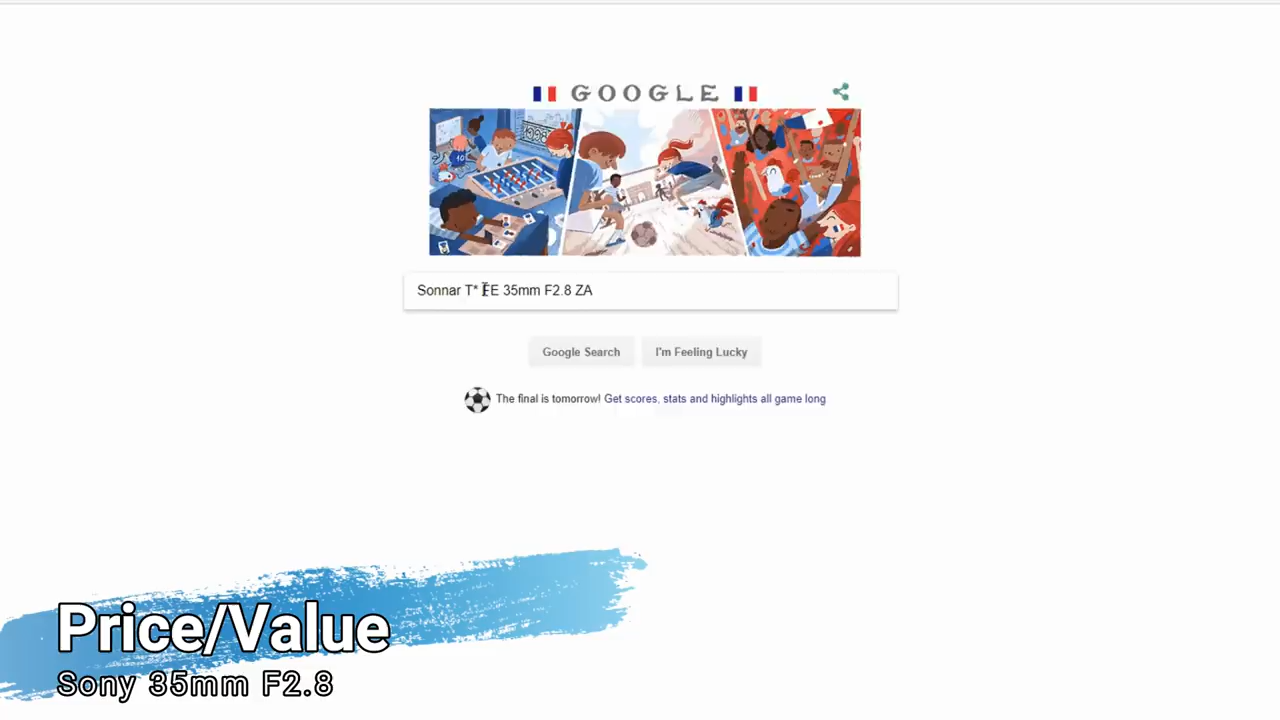 GOOGLE
Sonnar T* FE 35mm F2.8 ZA
Google Search
I'm Feeling Lucky
The final is tomorrow! Get scores, stats and highlights all game long
Price/Value
Sony 35mm F2.8